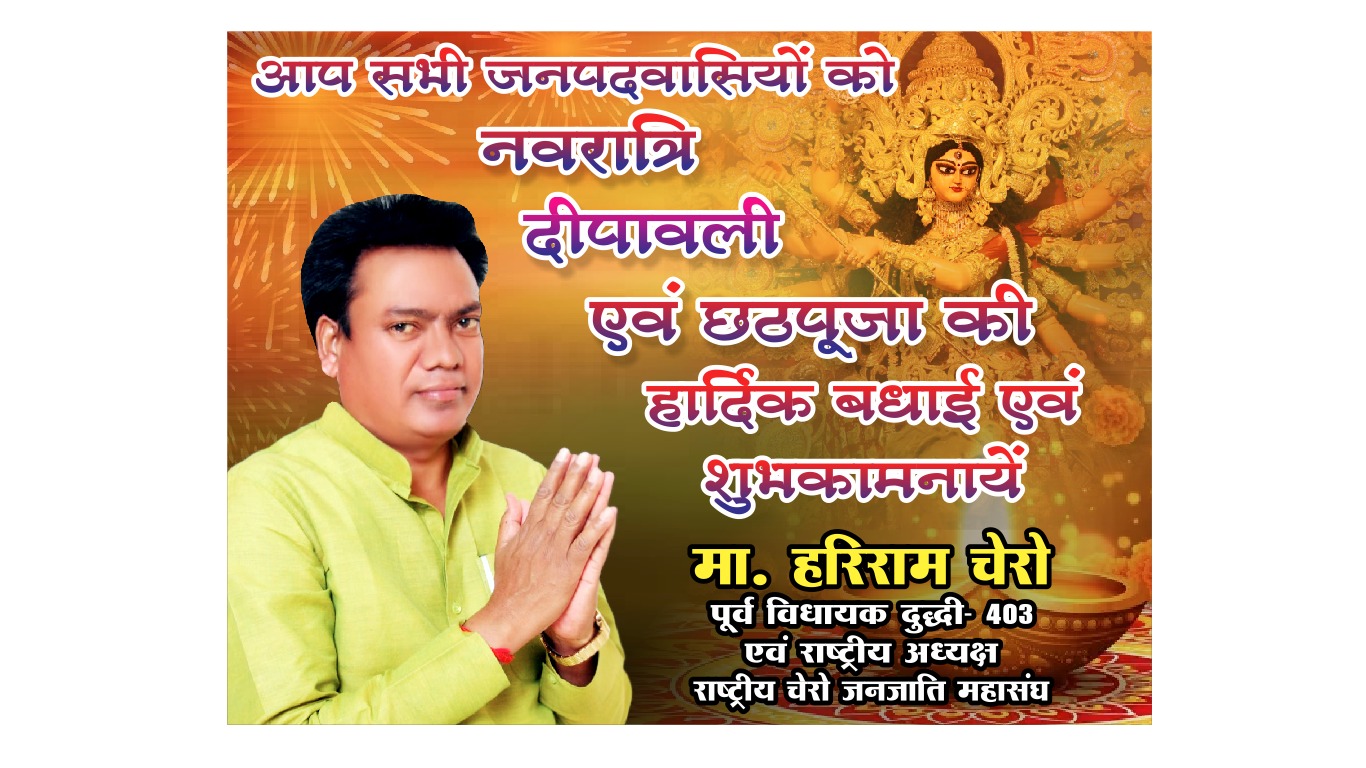 आप सभी जनपदवासियों को
नवरात्रि
दीपावली
एवं छठपूजा की
हार्दिक बधाई एवं
शुभकामनायें
मा. हरिराम चेरो
पूर्व विधायक दुद्धी- 403
एवं राष्ट्रीय अध्यक्ष
राष्ट्रीय चेरो जनजाति महासंघ